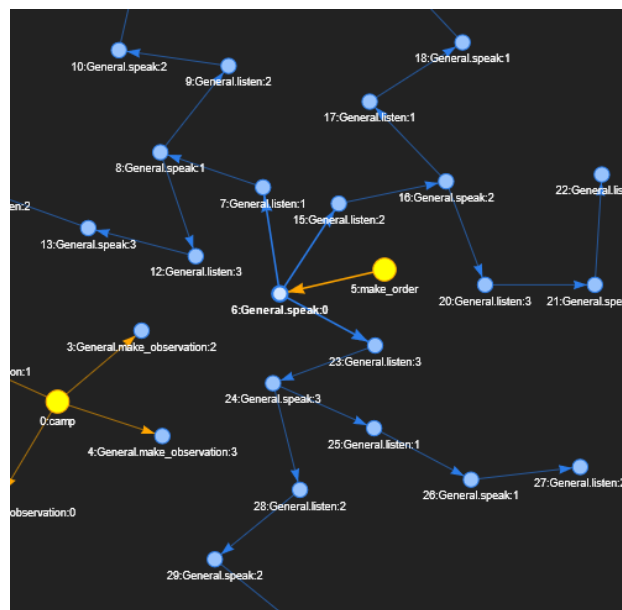 18:General.speak:1
10:General.speak:2
9:General.listen:2
17:General.listen:1
8:General.speak:1
22:General.lis
16:General.speak:2
7:General.listen:1
en:2
15:General.listen:2
13:General.speak:3
12:General.listen:3
5:make_order
20:General.listen:3
21:General.spe
6:General.speak:0
3:General.make_observation:2
23:General.listen:3
on:1
24:General.speak:3
0:camp
25:General.listen:1
4:General.make_observation:3
27:General.listen:2
26:General.speak:1
28:General.listen:2
observation:0
29:General.speak:2